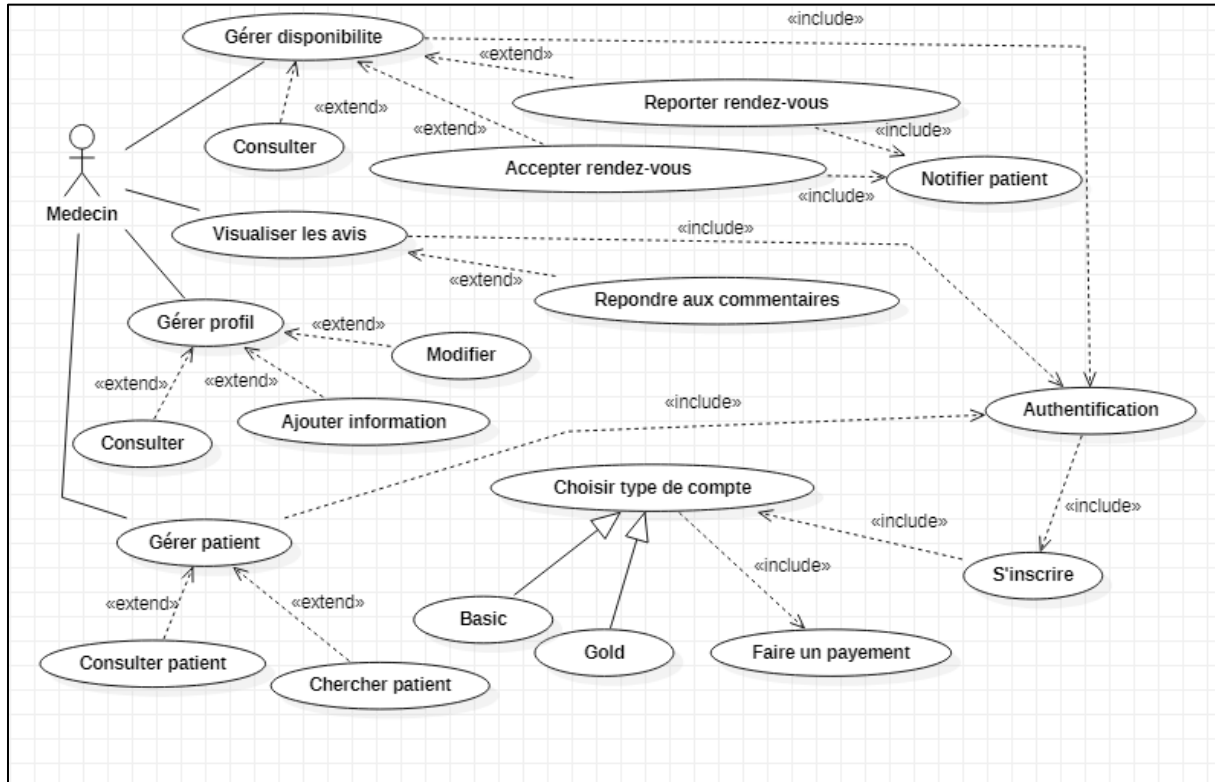 Gérer disponibilite
«include»
«extend»
Reporter rendez-vous
«extend»
«extend»
«include»
Consulter
Accepter rendez-vous
Notifier patient
«include»
Medecin
Visualiser les avis
«include»
«extend»
Repondre aux commentaires
Gérer profil
«extend»
Modifier
«extend»
«extend»
«include»
Authentification
Ajouter information
Consulter
Choisir type de compte
«include»
«include»
Gérer patient
«include»
S'inscrire
«extend»
«extend»
Basic
Gold
Faire un payement
Consulter patient
Chercher patient